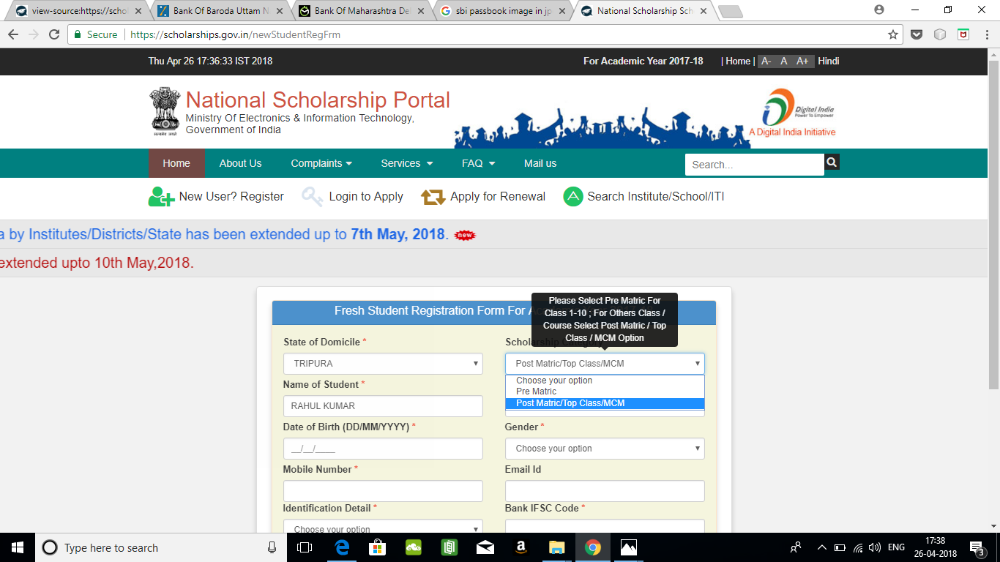 view-source:https://scho
Bank Of Baroda Uttam N
Bank Of Maharashtra De
sbi passbook image in jp
National Scholarship Sch
Secure
https://scholarships.gov.in/newStudentRegFrm
Thu Apr 26 17:36:33 IST 2018
For Academic Year 2017-18 | Home | A- A A+ Hindi
National Scholarship Portal
Ministry Of Electronics & Information Technology,
Government of India
सत्यमेव जयते
Digital India
Power To Empower
A Digital India Initiative
Home About Us Complaints Services FAQ Mail us
Search...
New User? Register Login to Apply Apply for Renewal A Search Institute/School/ITI
a by Institutes/Districts/State has been extended up to 7th May, 2018. new
extended upto 10th May,2018.
Fresh Student Registration Form For A
Please Select Pre Matric For
Class 1-10 ; For Others Class /
Course Select Post Matric / Top
Class / MCM Option
State of Domicile *
TRIPURA
Post Matric/Top Class/MCM
Choose your option
Pre Matric
Post Matric/Top Class/MCM
Name of Student *
RAHUL KUMAR
Date of Birth (DD/MM/YYYY) *
__/__/____
Gender *
Choose your option
Mobile Number *
Email Id
Identification Detail *
Choose your option
Bank IFSC Code *
Type here to search
a
ENG
17:38
26-04-2018
3